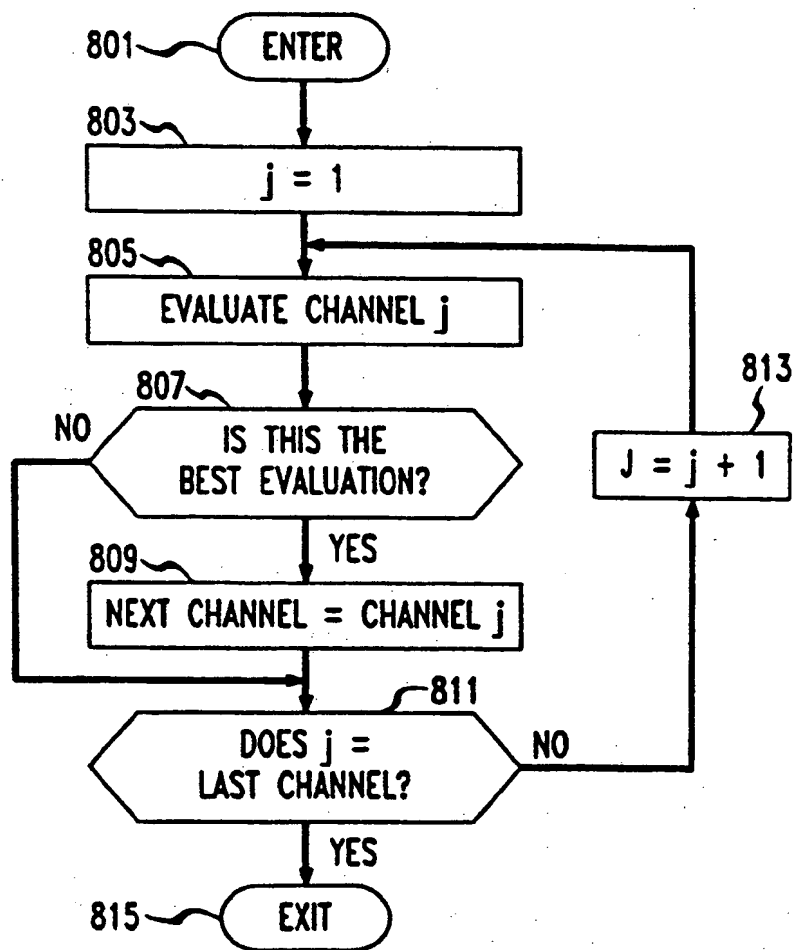 801
ENTER
803
j = 1
805
EVALUATE CHANNEL j
807
NO
IS THIS THE
BEST EVALUATION?
813
J = j + 1
YES
809
NEXT CHANNEL = CHANNEL j
811
DOES j =
LAST CHANNEL?
NO
YES
815
EXIT